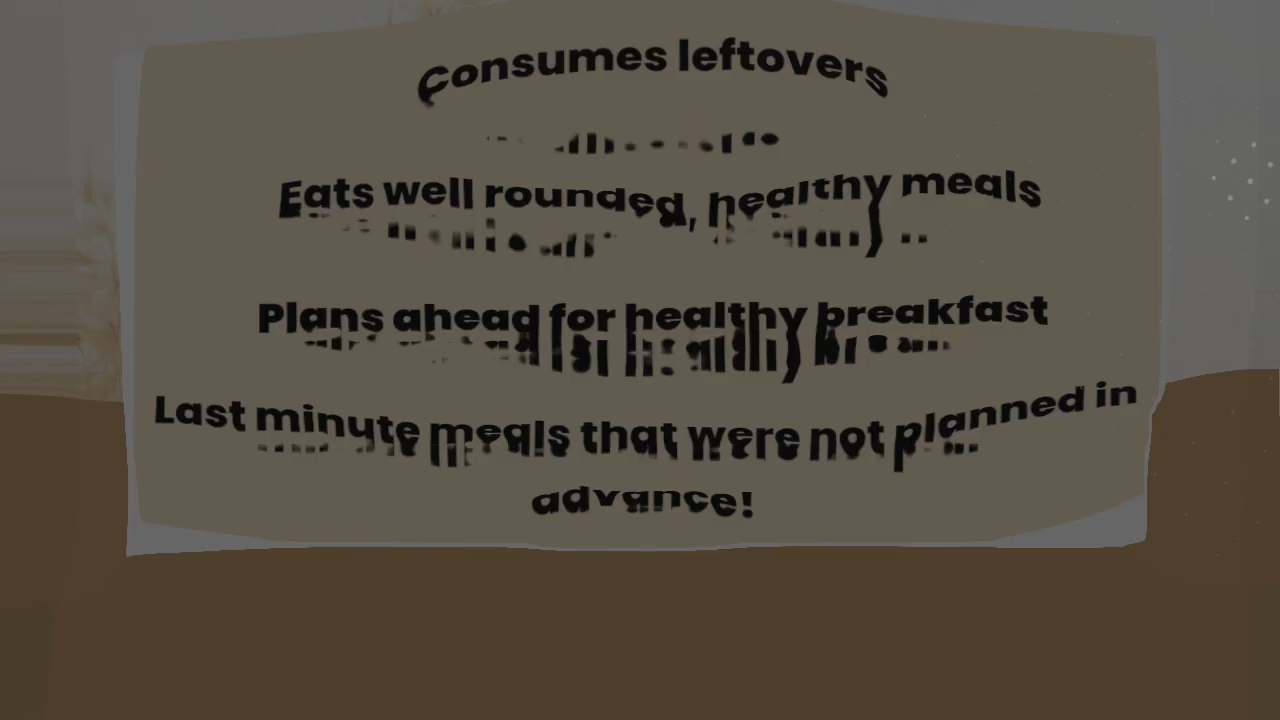 Consumes leftovers
Eats well rounded, healthy meals
Plans ahead for healthy breakfast
Last minute meals that were not planned in
advance!